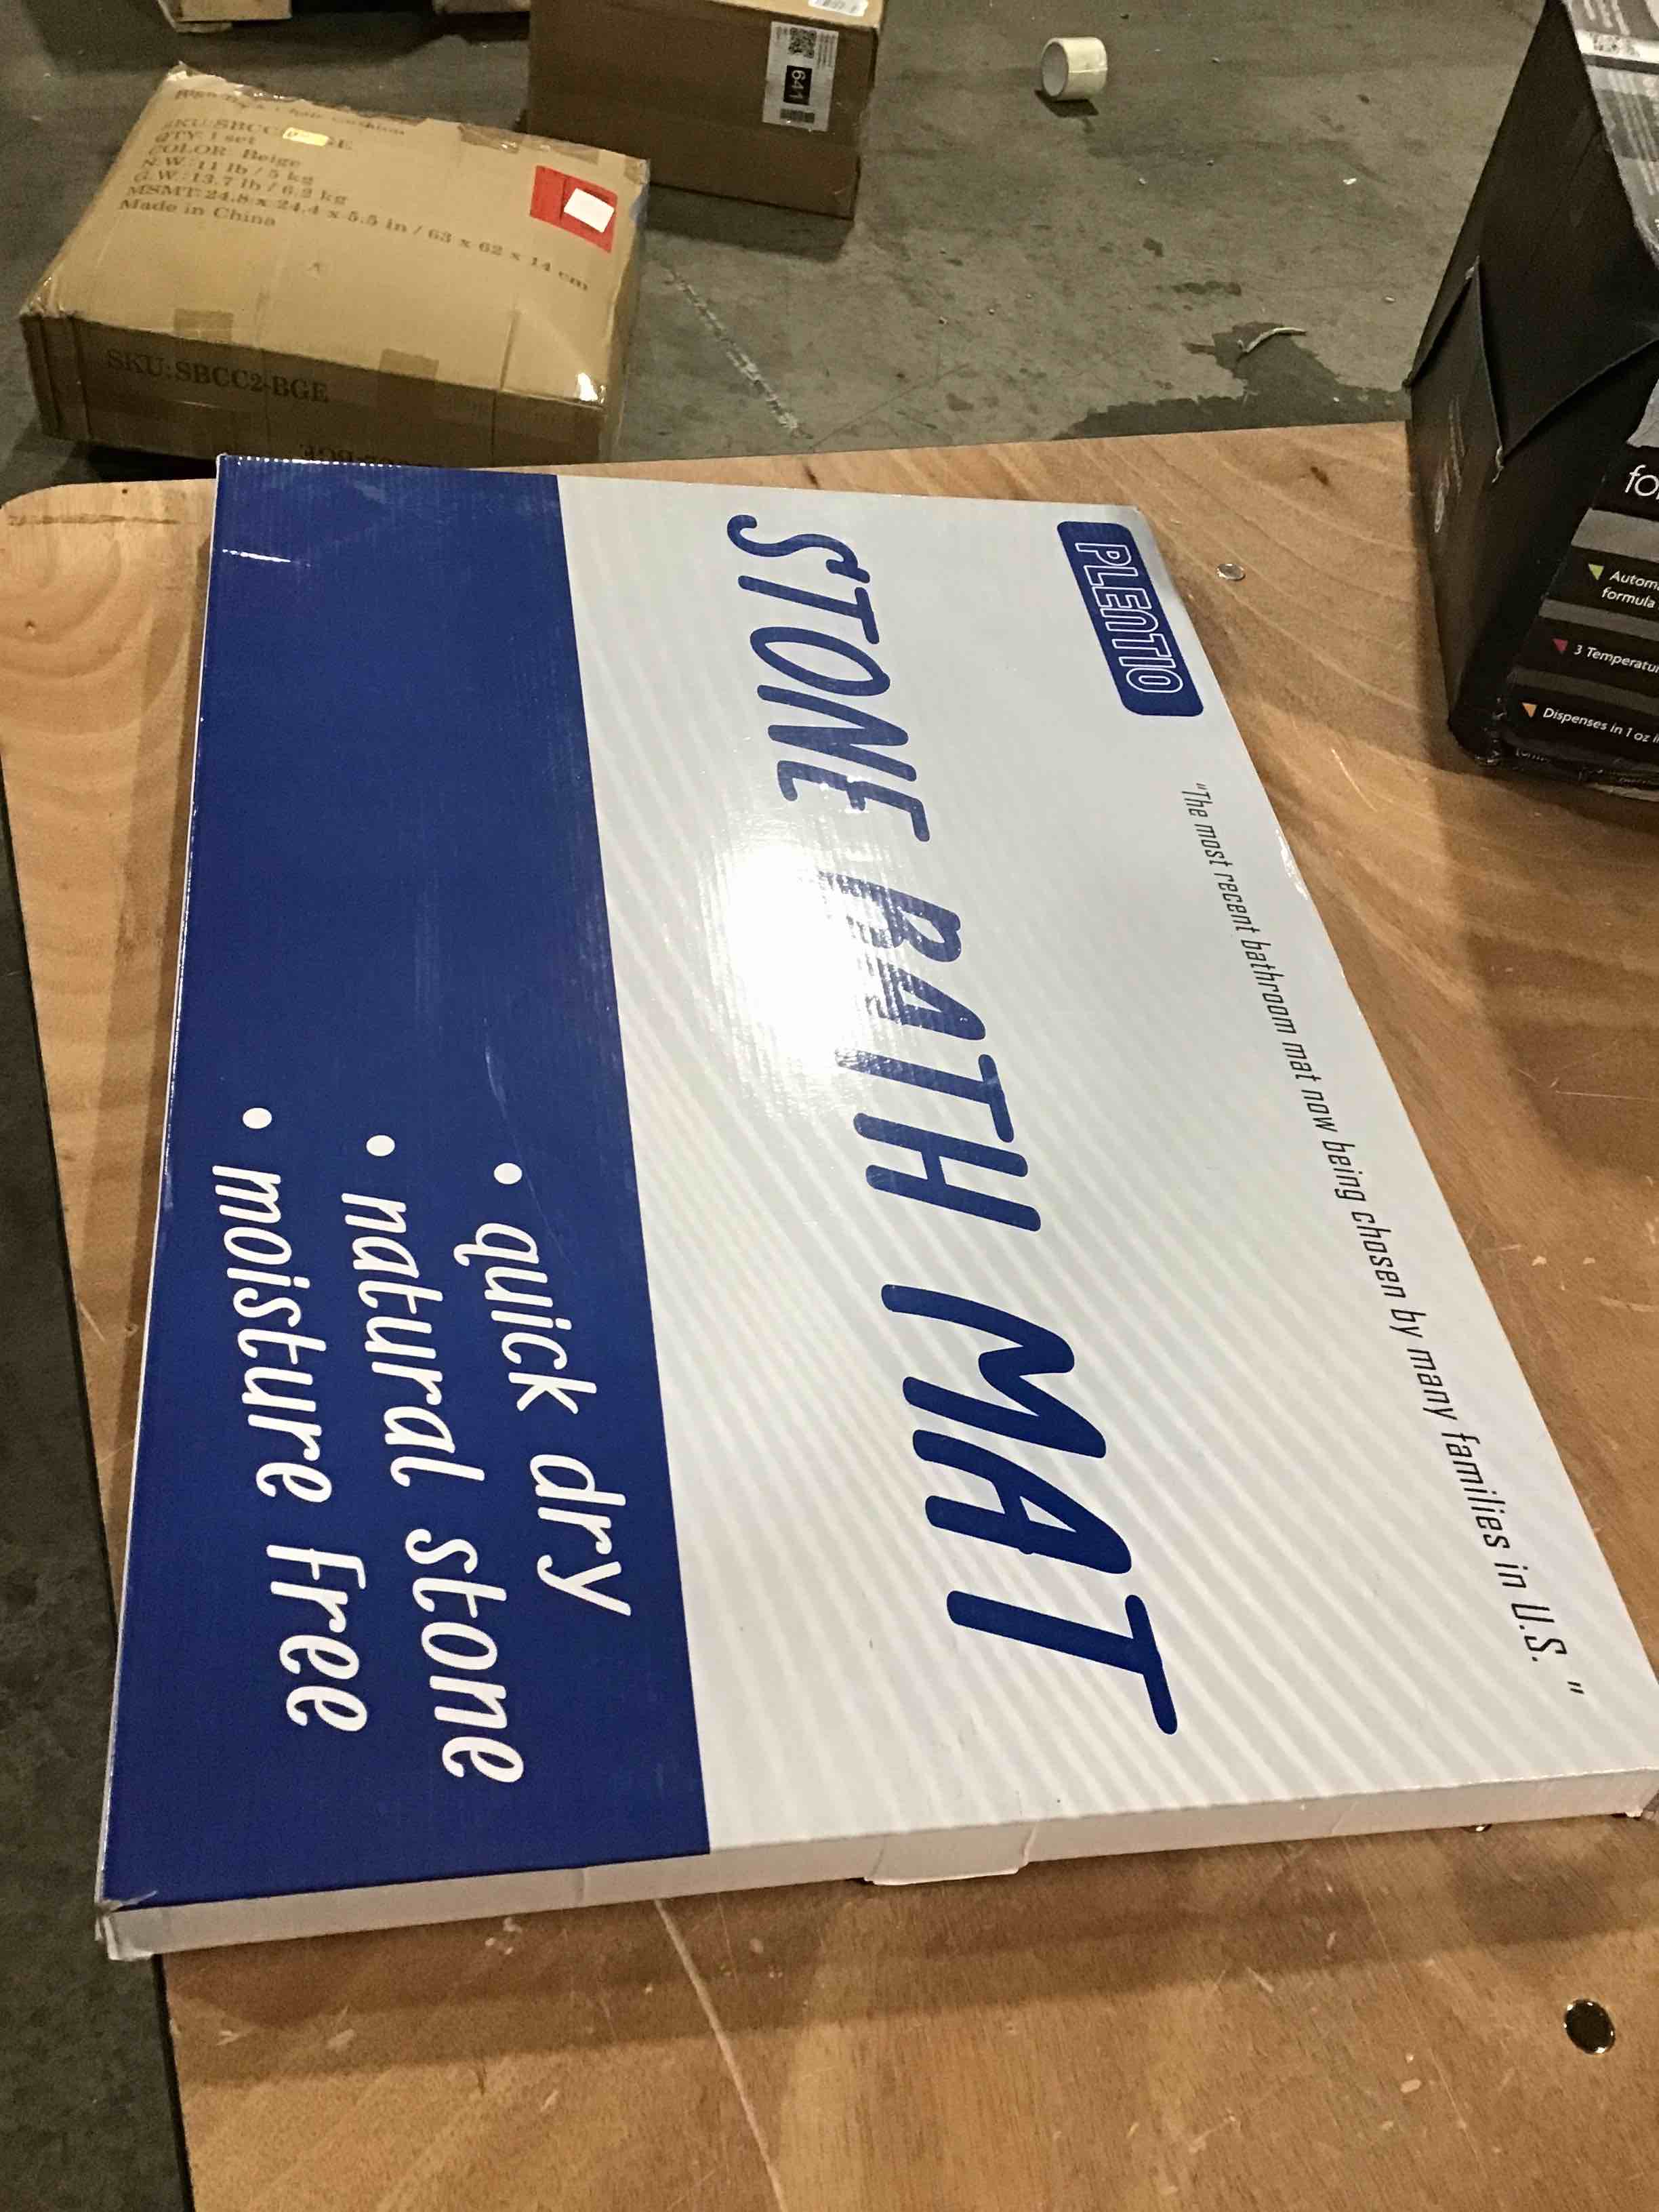 PLENTIO
"The most recent bathroom mat now being chosen by many families in U.S. "
STONE BATH MAT
• quick dry
• natural stone
• moisture free
QTY: 1 set
COLOR: Beige
N.W.: 11 lb / 5 kg
G.W.: 13.7 lb / 6.2 kg
MSMT: 24.8 x 24.4 x 5.5 in / 63 x 62 x 14 cm
Made in China
SKU:SBCC2-BGE
641
fo
Autom
formula
3 Temperatu
Dispenses in 1 oz i